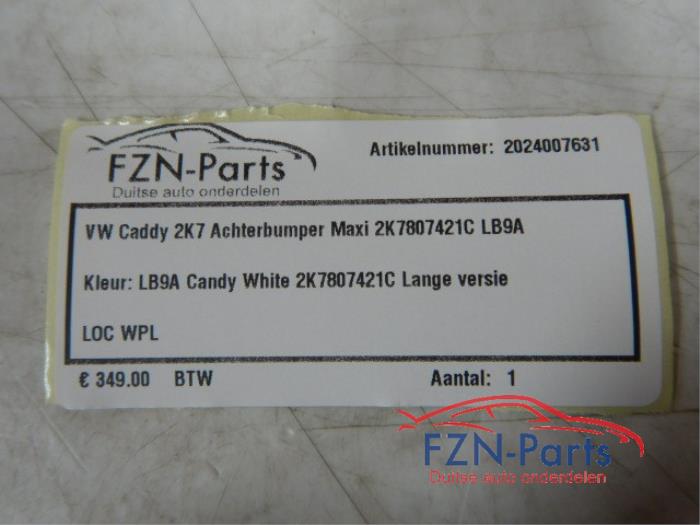 FZN-Parts
Duitse auto onderdelen
Artikelnummer: 2024007631
VW Caddy 2K7 Achterbumper Maxi 2K7807421C LB9A
Kleur: LB9A Candy White 2K7807421C Lange versie
LOC WPL
€ 349.00 BTW
Aantal: 1
FZN-Parts
Duitse auto onderdelen